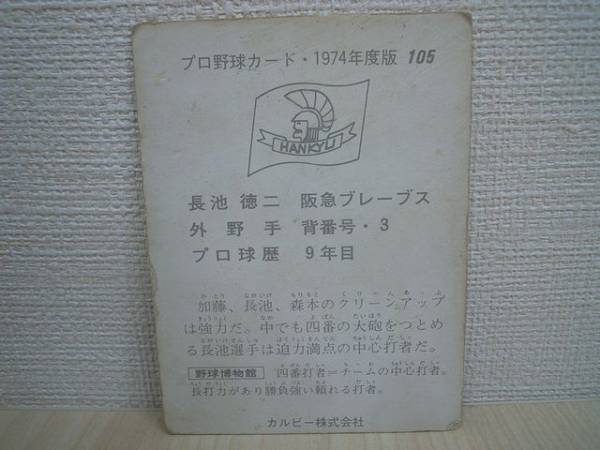 プロ野球カード・1974年度版 105
HANKYU
長池 徳二 阪急ブレーブス
外野手 背番号・3
プロ球歴 9年目
加藤、長池、森本のクリーンアップ
は強力だ。中でも四番の大砲をつとめ
る長池選手は迫力満点の中心打者だ。
野球博物館 四番打者=チームの中心打者。
長打力があり勝負強い頼れる打者。
カルビー株式会社